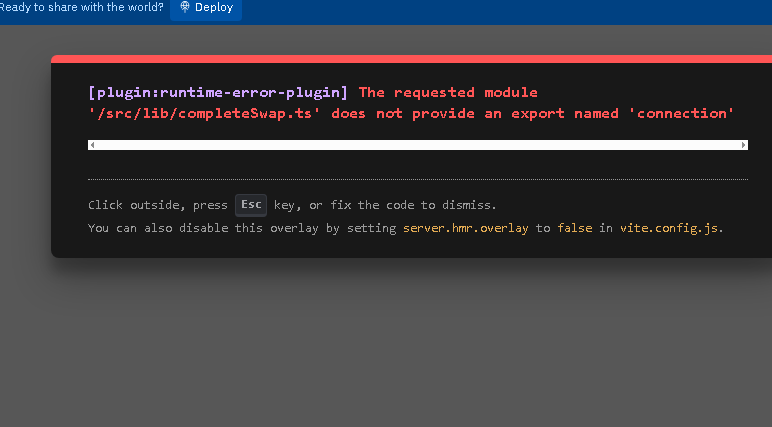 Ready to share with the world? Deploy
[plugin:runtime-error-plugin] The requested module
'/src/lib/completeSwap.ts' does not provide an export named 'connection'
Click outside, press Esc key, or fix the code to dismiss.
You can also disable this overlay by setting server.hmr.overlay to false in vite.config.js.